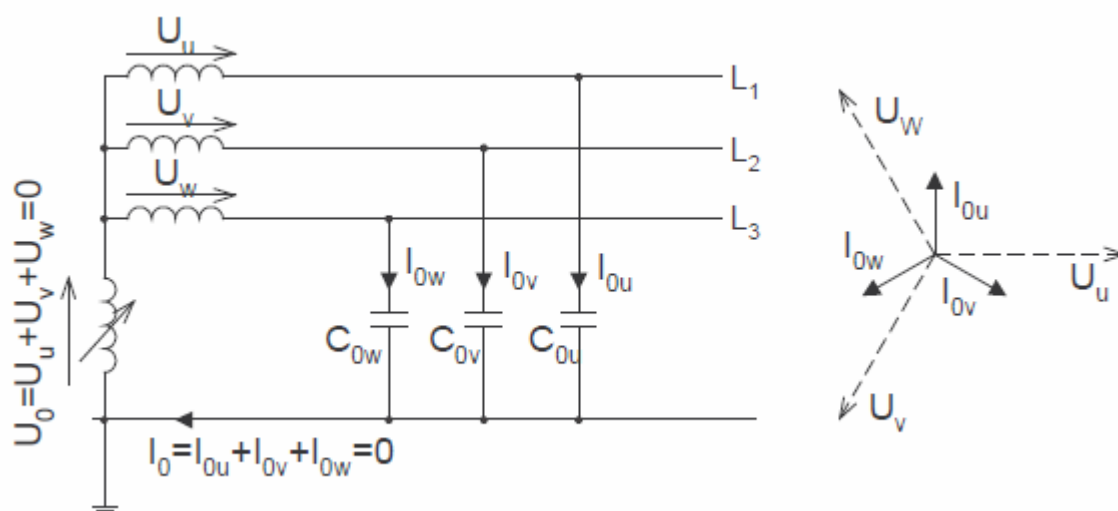 U_u
L_1
U_v
L_2
U_w
L_3
U_0=U_u+U_v+U_w=0
I_0w
I_0v
I_0u
C_0w
C_0v
C_0u
I_0=I_0u+I_0v+I_0w=0
U_W
I_0u
I_0w
I_0v
U_u
U_v